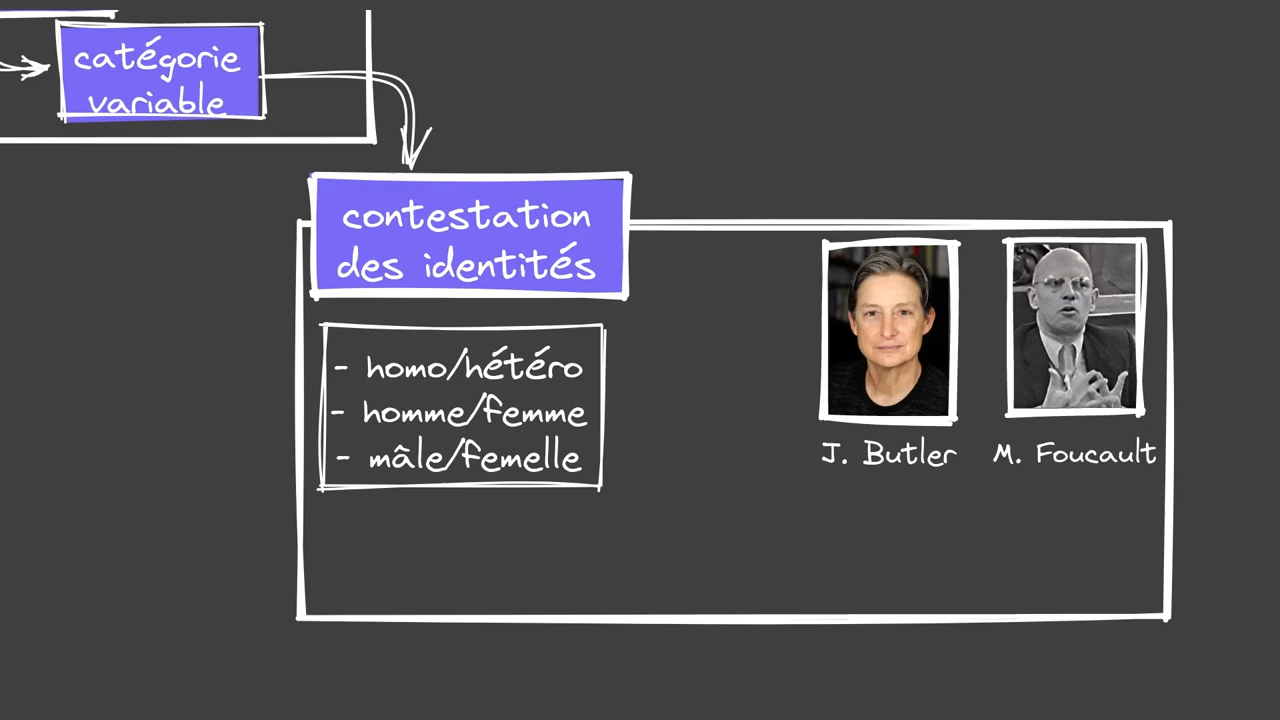 catégorie
variable
contestation
des identités
- homo/hétéro
- homme/femme
- mâle/femelle
J. Butler
M. Foucault